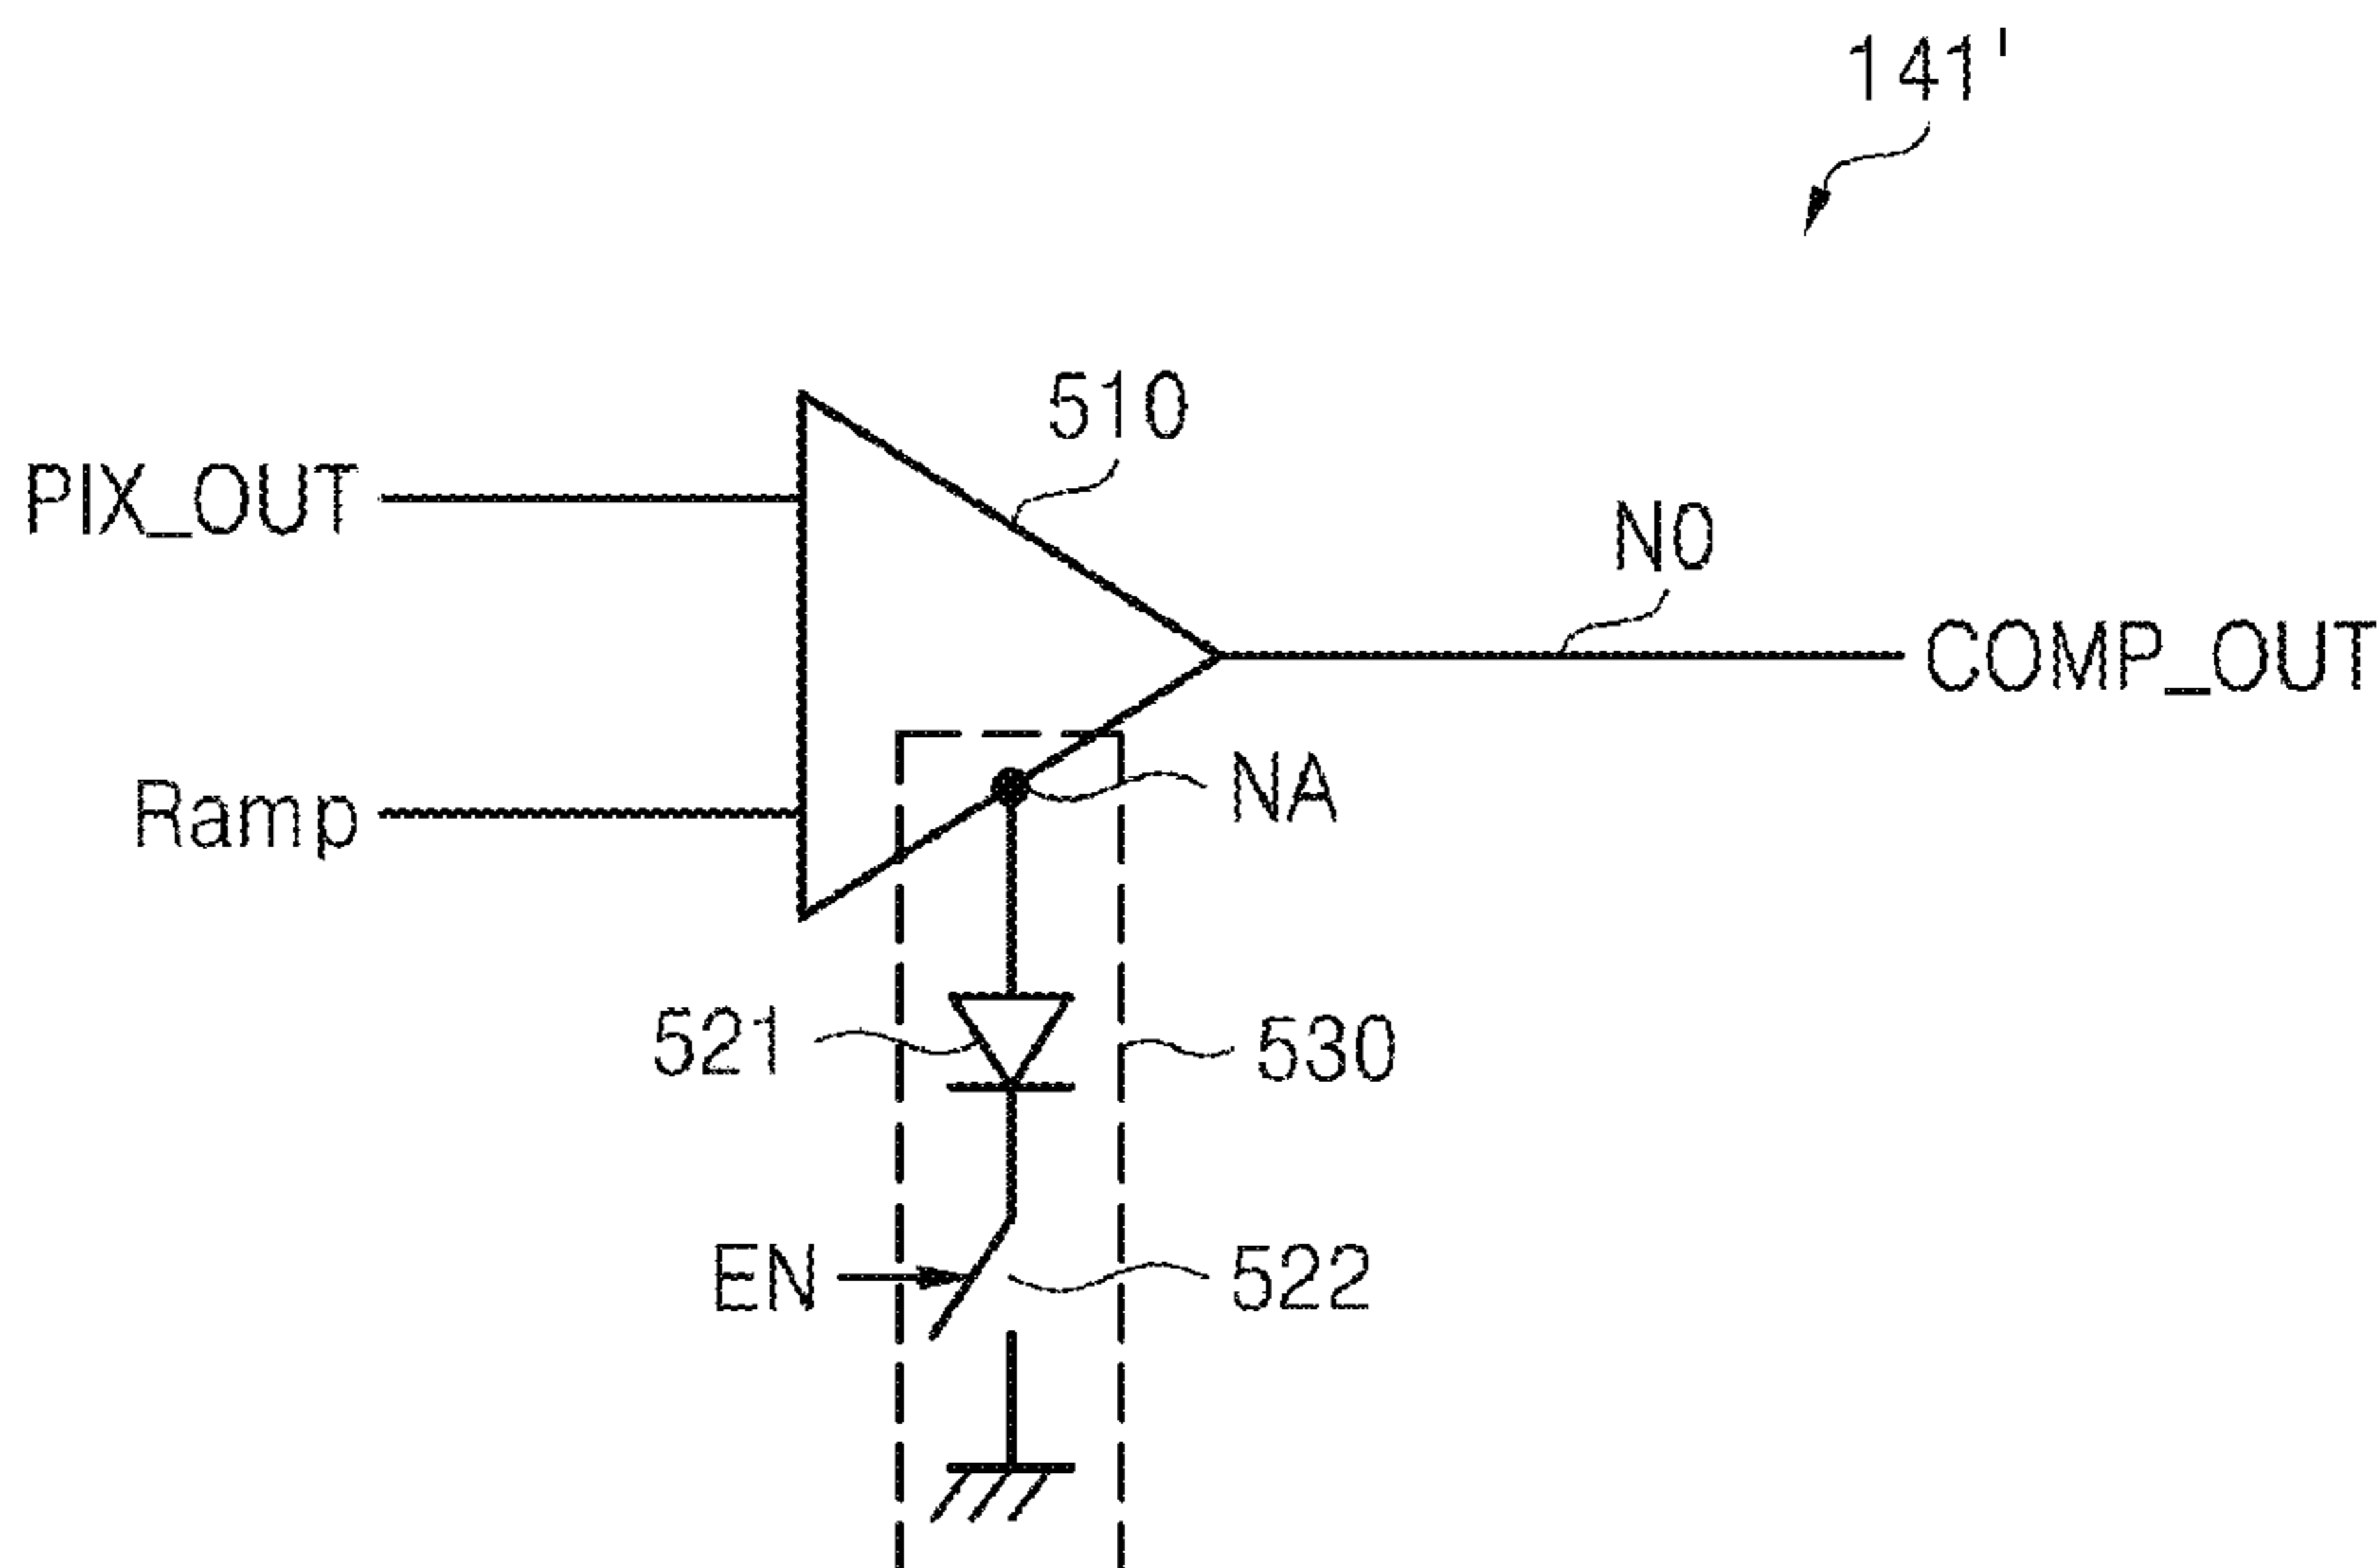 141'
510
PIX_OUT
N0
COMP_OUT
NA
Ramp
521
530
EN
522